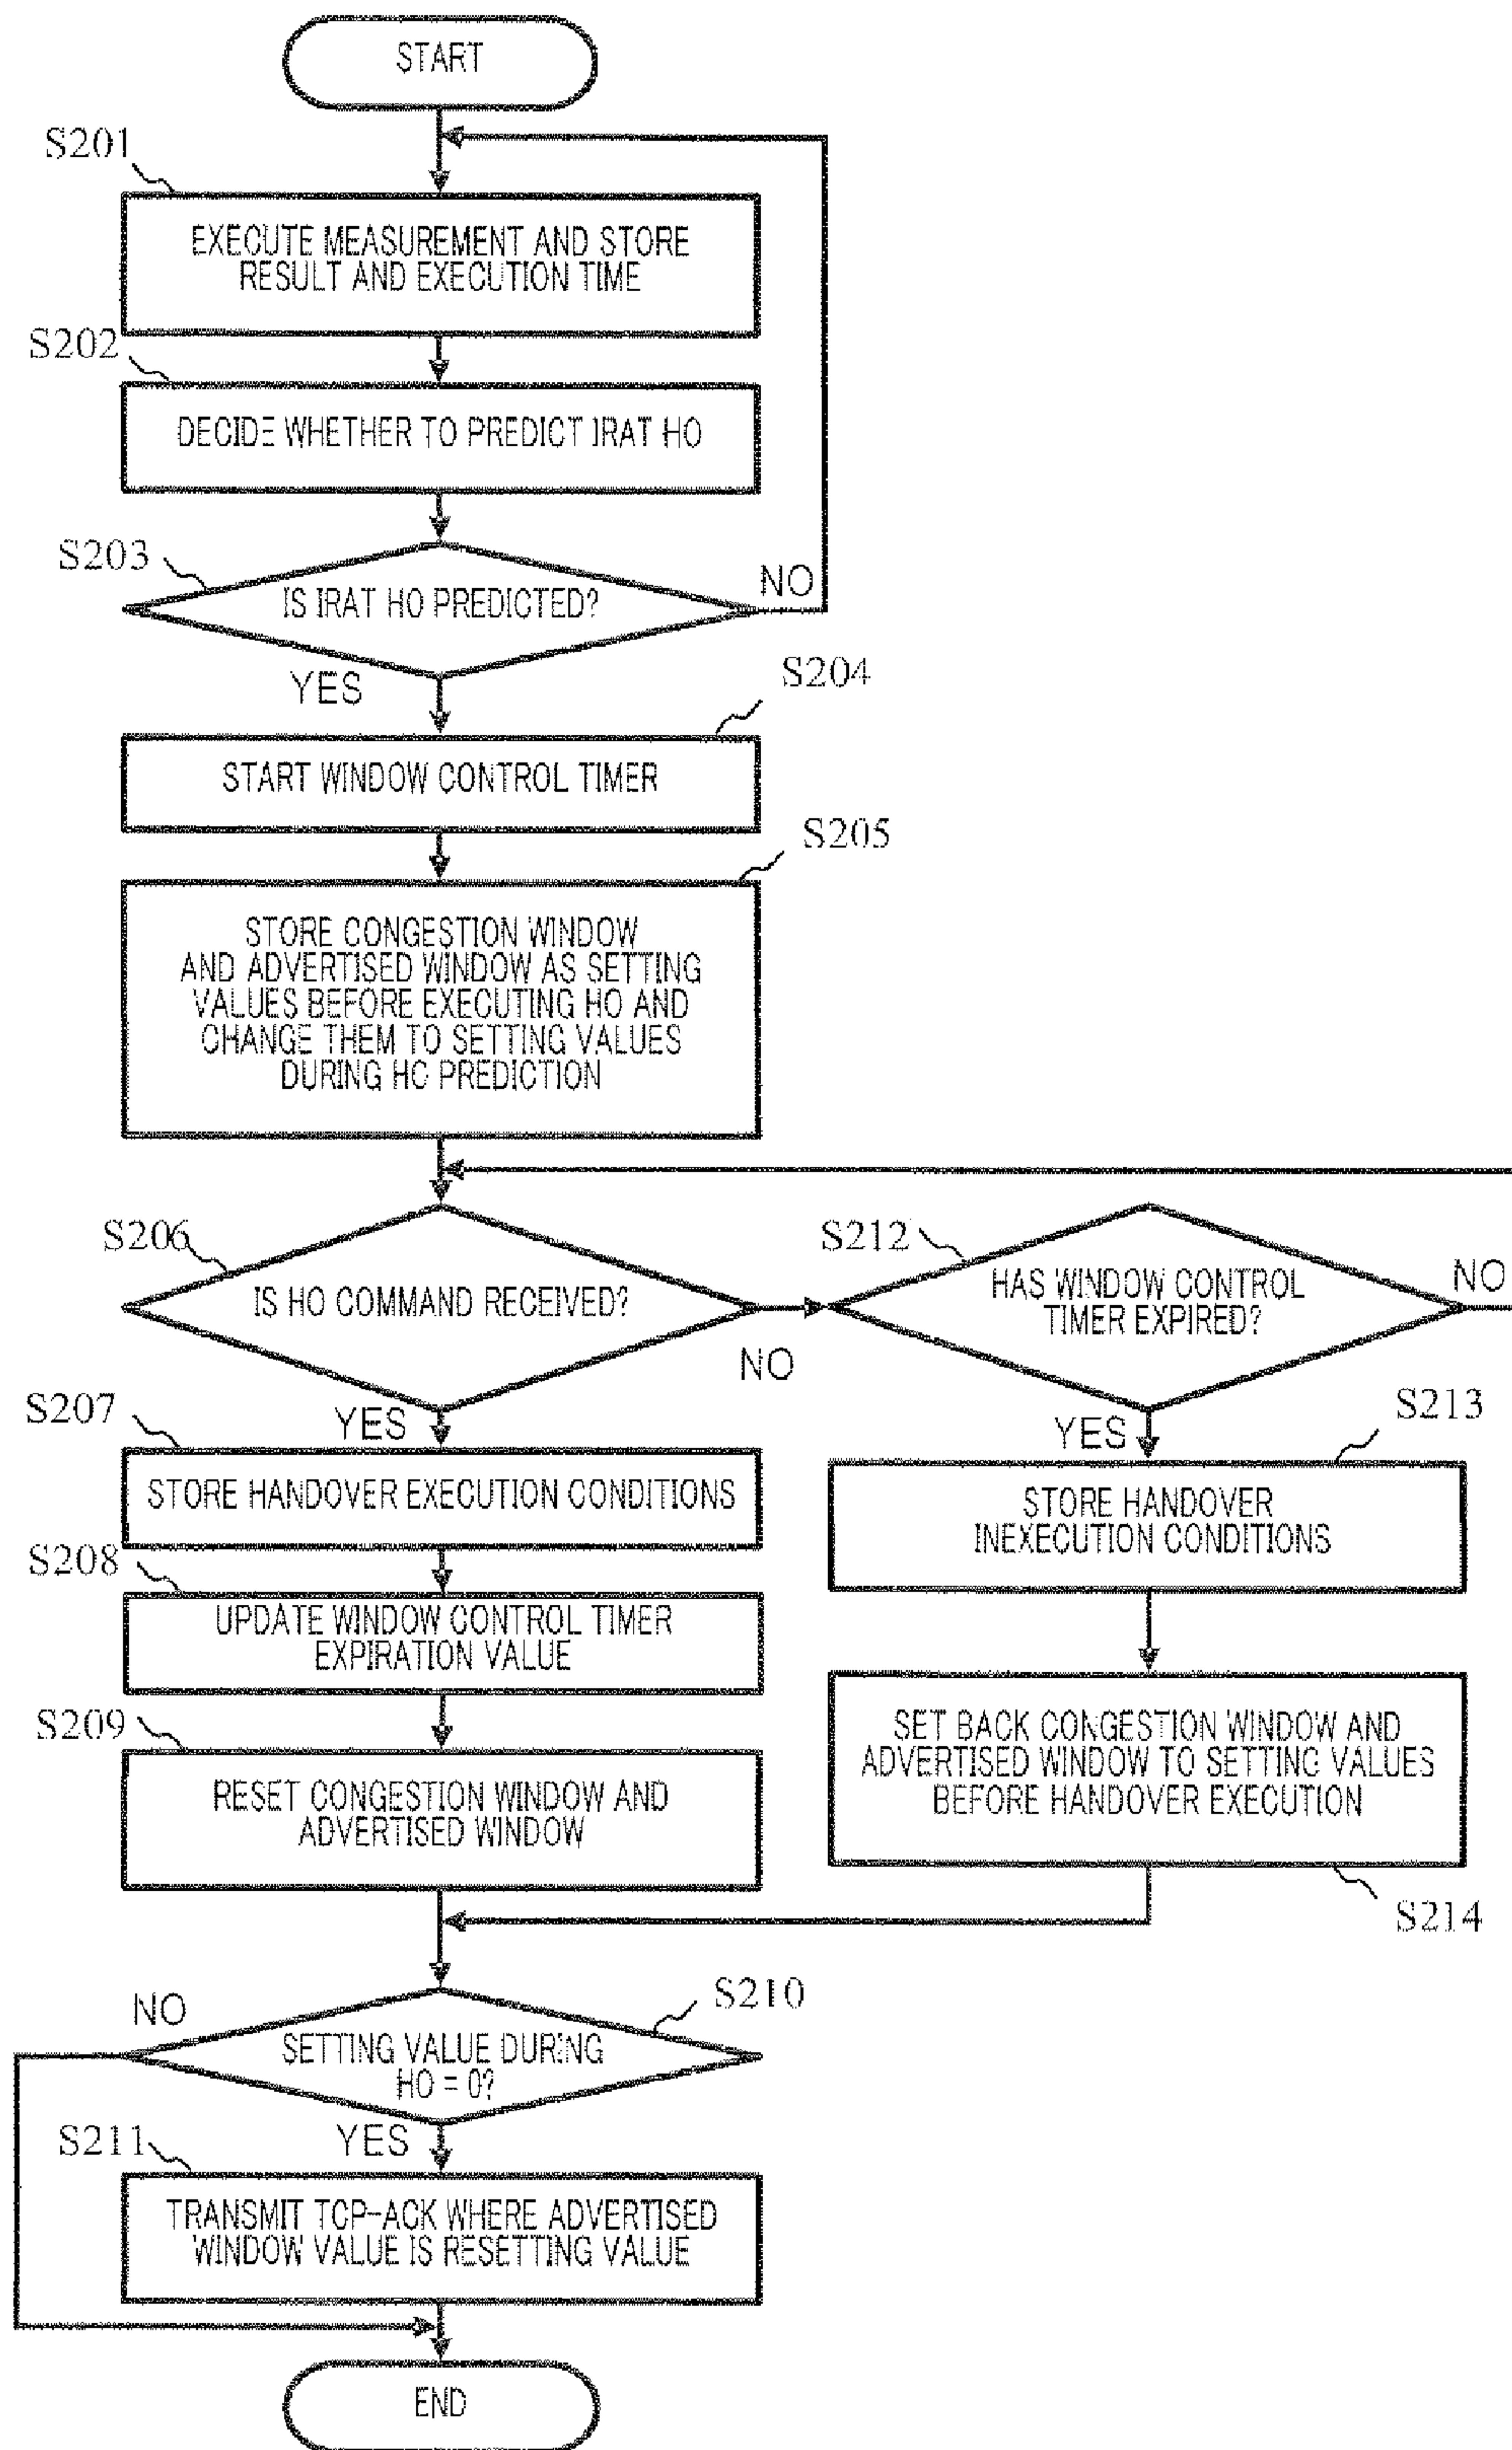 START
S201
EXECUTE MEASUREMENT AND STORE
RESULT AND EXECUTION TIME
S202
DECIDE WHETHER TO PREDICT IRAT HO
S203
IS IRAT HO PREDICTED?
NO
YES
S204
START WINDOW CONTROL TIMER
S205
STORE CONGESTION WINDOW
AND ADVERTISED WINDOW AS SETTING
VALUES BEFORE EXECUTING HO AND
CHANGE THEM TO SETTING VALUES
DURING HO PREDICTION
S206
IS HO COMMAND RECEIVED?
NO
YES
S212
HAS WINDOW CONTROL
TIMER EXPIRED?
NO
YES
S207
STORE HANDOVER EXECUTION CONDITIONS
S213
STORE HANDOVER
INEXECUTION CONDITIONS
S208
UPDATE WINDOW CONTROL TIMER
EXPIRATION VALUE
S209
RESET CONGESTION WINDOW AND
ADVERTISED WINDOW
SET BACK CONGESTION WINDOW AND
ADVERTISED WINDOW TO SETTING VALUES
BEFORE HANDOVER EXECUTION
S214
S210
NO
SETTING VALUE DURING
HO = 0?
YES
S211
TRANSMIT TCP-ACK WHERE ADVERTISED
WINDOW VALUE IS RESETTING VALUE
END